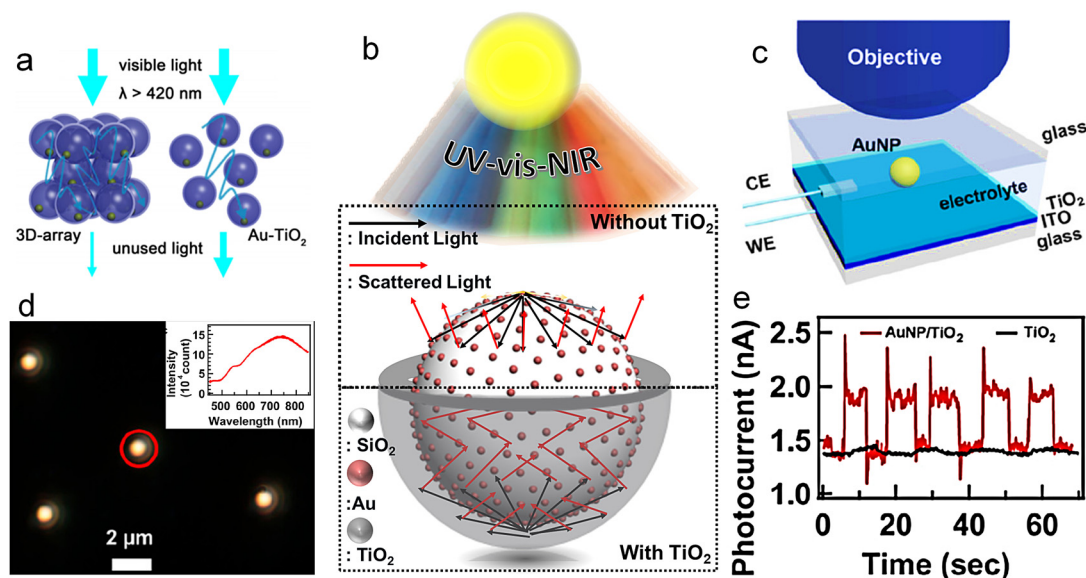 a
visible light
λ > 420 nm
3D-array
Au-TiO₂
unused light
b
UV-vis-NIR
Without TiO₂
: Incident Light
: Scattered Light
: SiO₂
:Au
: TiO₂
With TiO₂
c
Objective
glass
AuNP
CE
electrolyte
TiO₂
ITO
WE
glass
d
15
10
5
0
Intensity
(10⁴ count)
500 600 700 800
Wavelength (nm)
2 μm
e
AuNP/TiO₂
TiO₂
Photocurrent (nA)
2.5
2.0
1.5
1.0
0 20 40 60
Time (sec)